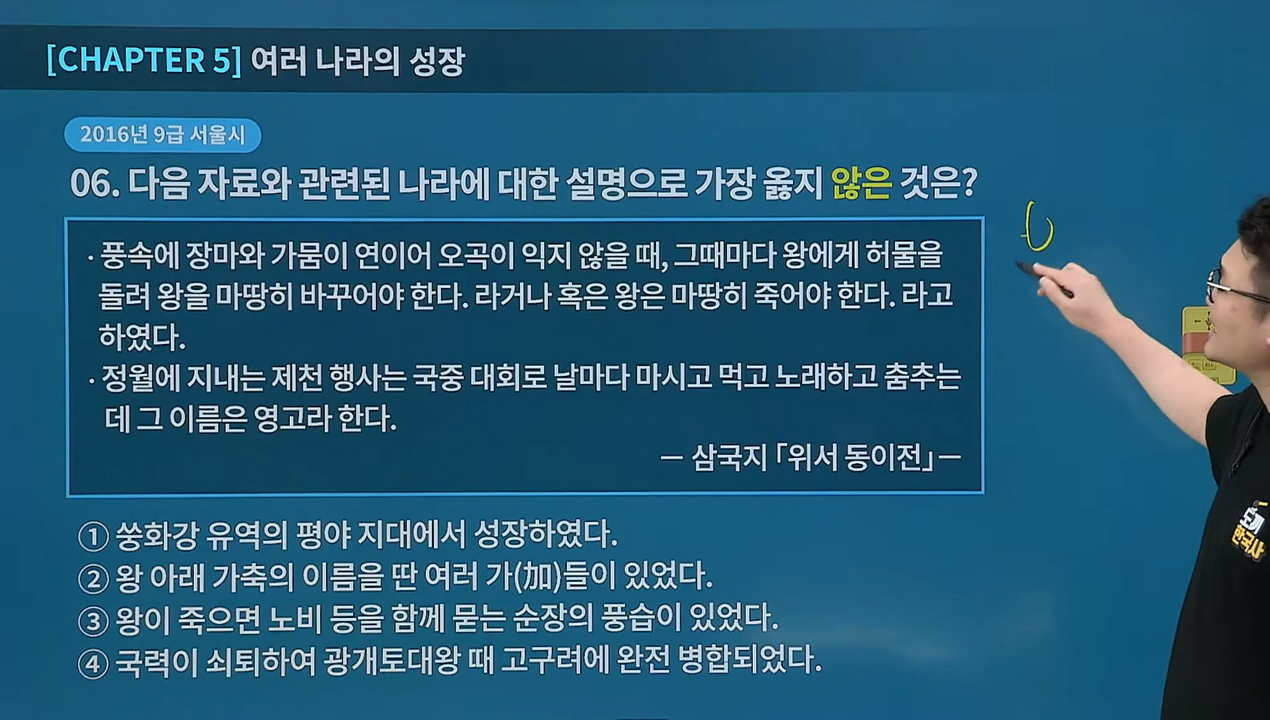 [CHAPTER 5] 여러 나라의 성장
2016년 9급 서울시
06. 다음 자료와 관련된 나라에 대한 설명으로 가장 옳지 않은 것은?
· 풍속에 장마와 가뭄이 연이어 오곡이 익지 않을 때, 그때마다 왕에게 허물을
돌려 왕을 마땅히 바꾸어야 한다. 라거나 혹은 왕은 마땅히 죽어야 한다. 라고
하였다.
· 정월에 지내는 제천 행사는 국중 대회로 날마다 마시고 먹고 노래하고 춤추는
데 그 이름은 영고라 한다.
— 삼국지 「위서 동이전」—
① 쑹화강 유역의 평야 지대에서 성장하였다.
② 왕 아래 가축의 이름을 딴 여러 가(加)들이 있었다.
③ 왕이 죽으면 노비 등을 함께 묻는 순장의 풍습이 있었다.
④ 국력이 쇠퇴하여 광개토대왕 때 고구려에 완전 병합되었다.
한국사